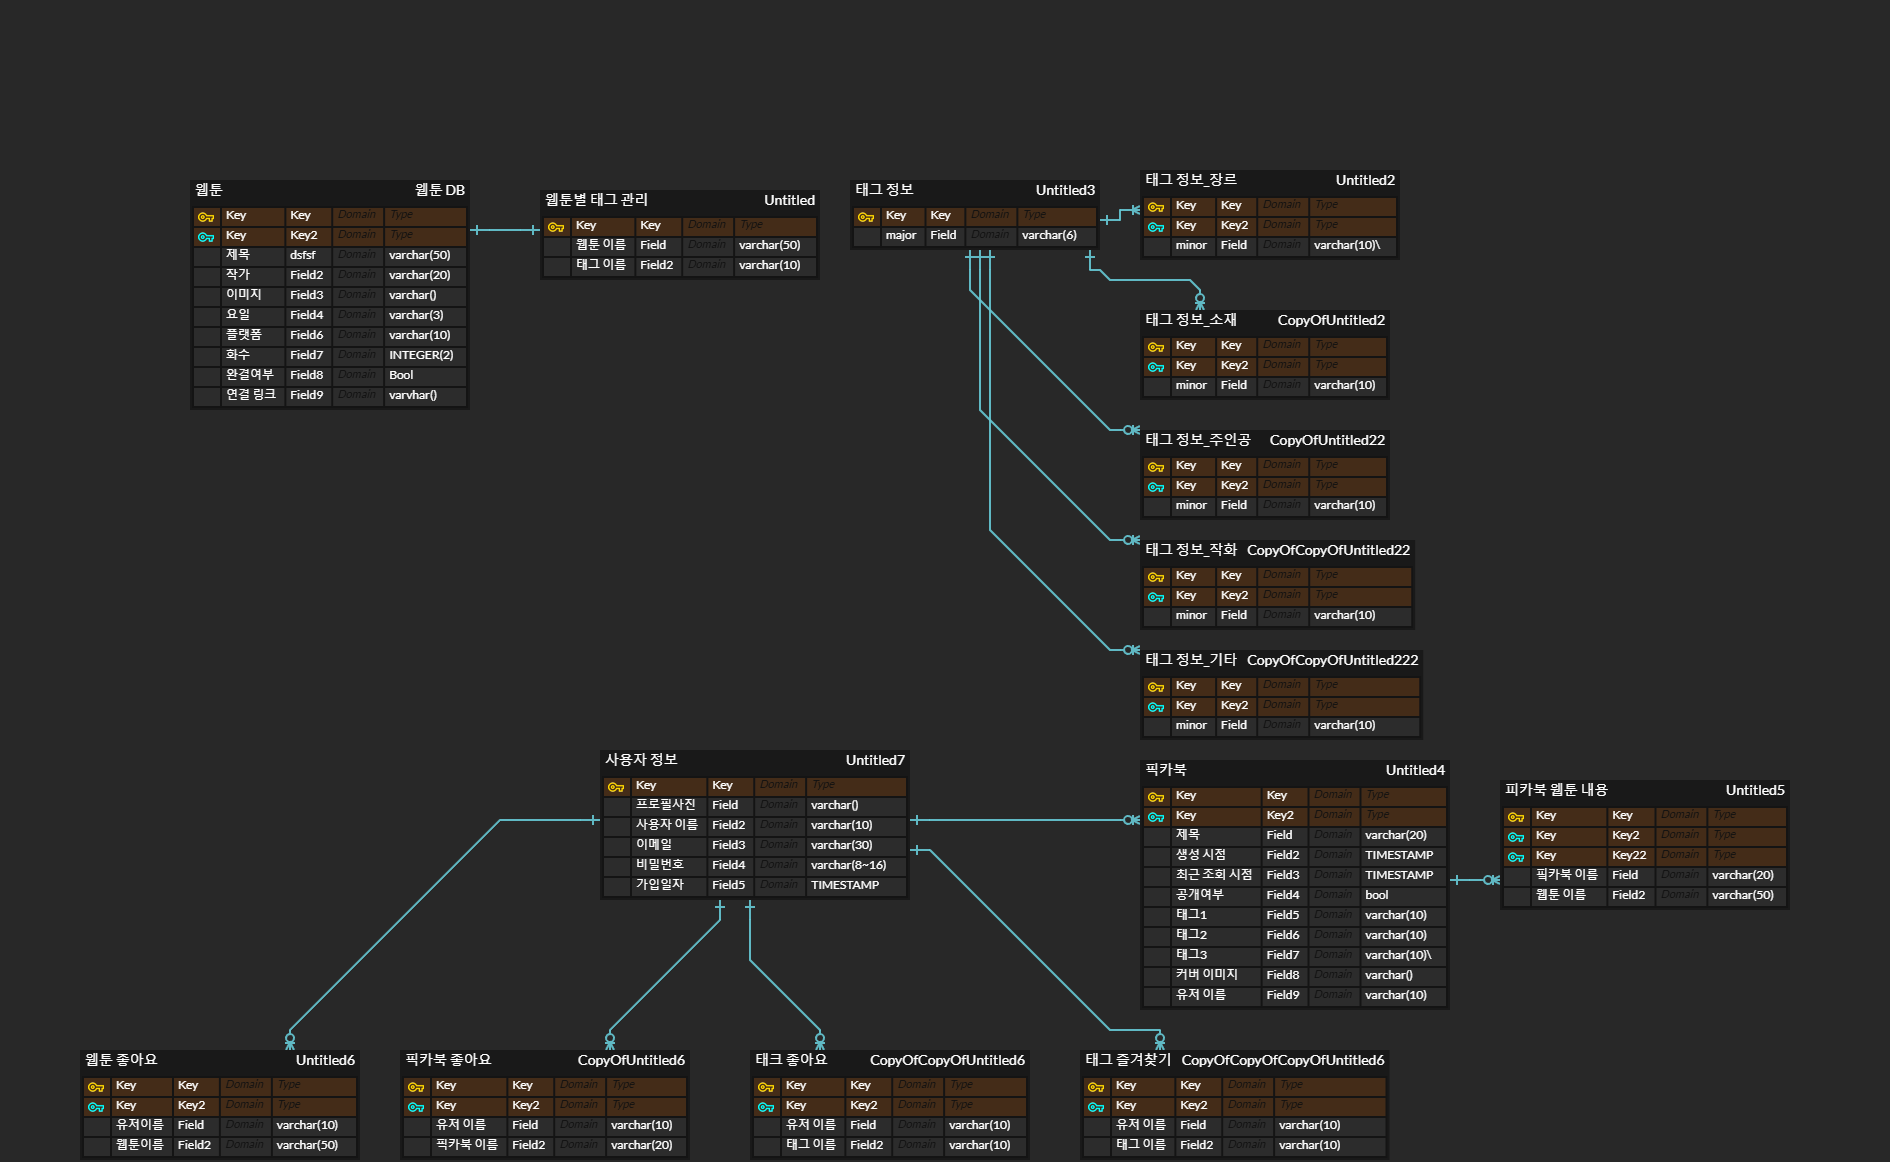 웹툰 웹툰 DB
Key Key Domain Type
Key Key2 Domain Type
제목 dsfsf Domain varchar(50)
작가 Field2 Domain varchar(20)
이미지 Field3 Domain varchar()
요일 Field4 Domain varchar(3)
플랫폼 Field6 Domain varchar(10)
화수 Field7 Domain INTEGER(2)
완결여부 Field8 Domain Bool
연결 링크 Field9 Domain varvhar()
웹툰별 태그 관리 Untitled
Key Key Domain Type
웹툰 이름 Field Domain varchar(50)
태그 이름 Field2 Domain varchar(10)
태그 정보 Untitled3
Key Key Domain Type
major Field Domain varchar(6)
태그 정보_장르 Untitled2
Key Key Domain Type
Key Key2 Domain Type
minor Field Domain varchar(10)\
태그 정보_소재 CopyOfUntitled2
Key Key Domain Type
Key Key2 Domain Type
minor Field Domain varchar(10)
태그 정보_주인공 CopyOfUntitled22
Key Key Domain Type
Key Key2 Domain Type
minor Field Domain varchar(10)
태그 정보_작화 CopyOfCopyOfUntitled22
Key Key Domain Type
Key Key2 Domain Type
minor Field Domain varchar(10)
태그 정보_기타 CopyOfCopyOfUntitled222
Key Key Domain Type
Key Key2 Domain Type
minor Field Domain varchar(10)
사용자 정보 Untitled7
Key Key Domain Type
프로필사진 Field Domain varchar()
사용자 이름 Field2 Domain varchar(10)
이메일 Field3 Domain varchar(30)
비밀번호 Field4 Domain varchar(8~16)
가입일자 Field5 Domain TIMESTAMP
픽카북 Untitled4
Key Key Domain Type
Key Key2 Domain Type
제목 Field Domain varchar(20)
생성 시점 Field2 Domain TIMESTAMP
최근 조회 시점 Field3 Domain TIMESTAMP
공개여부 Field4 Domain bool
태그1 Field5 Domain varchar(10)
태그2 Field6 Domain varchar(10)
태그3 Field7 Domain varchar(10)\
커버 이미지 Field8 Domain varchar()
유저 이름 Field9 Domain varchar(10)
피카북 웹툰 내용 Untitled5
Key Key Domain Type
Key Key2 Domain Type
Key Key22 Domain Type
픽카북 이름 Field Domain varchar(20)
웹툰 이름 Field2 Domain varchar(50)
웹툰 좋아요 Untitled6
Key Key Domain Type
Key Key2 Domain Type
유저이름 Field Domain varchar(10)
웹툰이름 Field2 Domain varchar(50)
픽카북 좋아요 CopyOfUntitled6
Key Key Domain Type
Key Key2 Domain Type
유저 이름 Field Domain varchar(10)
픽카북 이름 Field2 Domain varchar(20)
태크 좋아요 CopyOfCopyOfUntitled6
Key Key Domain Type
Key Key2 Domain Type
유저 이름 Field Domain varchar(10)
태그 이름 Field2 Domain varchar(10)
태그 즐겨찾기 CopyOfCopyOfCopyOfUntitled6
Key Key Domain Type
Key Key2 Domain Type
유저 이름 Field Domain varchar(10)
태그 이름 Field2 Domain varchar(10)